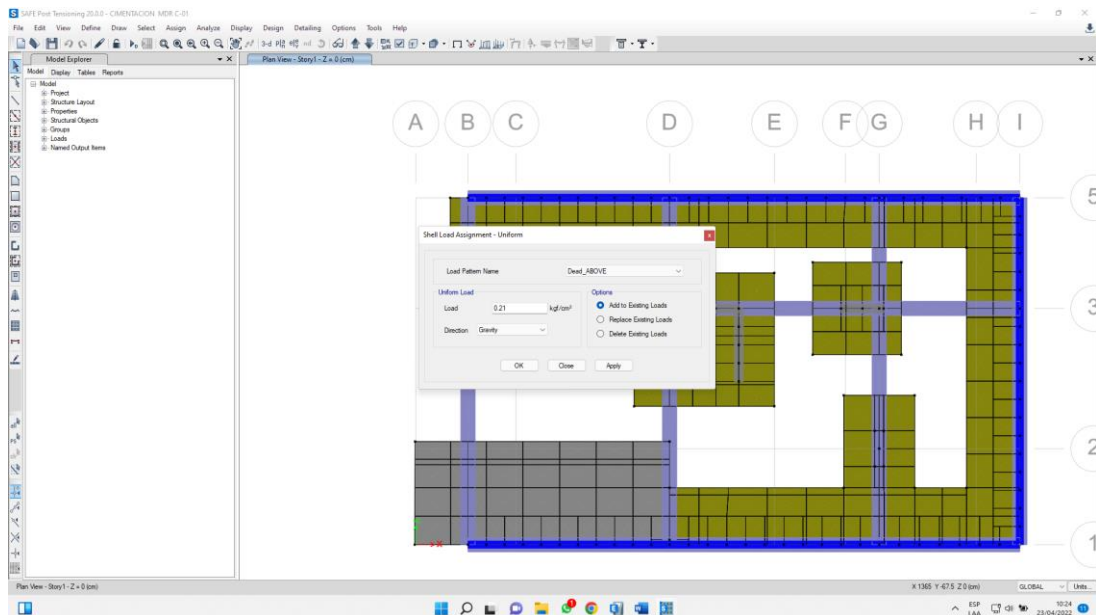 SAFE Post Tensioning 20.0.0 - CIMENTACION MDR C-01
File Edit View Define Draw Select Assign Analyze Display Design Detailing Options Tools Help
Model Explorer
Plan View - Story1 - Z = 0 (cm)
Model Display Tables Reports
Model
Project
Structure Layout
Properties
Structural Objects
Groups
Loads
Named Output Items
A B C D E F G H I
5
3
2
1
Shell Load Assignment - Uniform
Load Pattern Name Dead_ABOVE
Uniform Load
Load 0.21 kgf/cm²
Direction Gravity
Options
Add to Existing Loads
Replace Existing Loads
Delete Existing Loads
OK Close Apply
X
Plan View - Story1 - Z = 0 (cm)
X 1365 Y -67.5 Z 0 (cm)
GLOBAL
Units...
ESP
LAA
10:24
23/04/2022